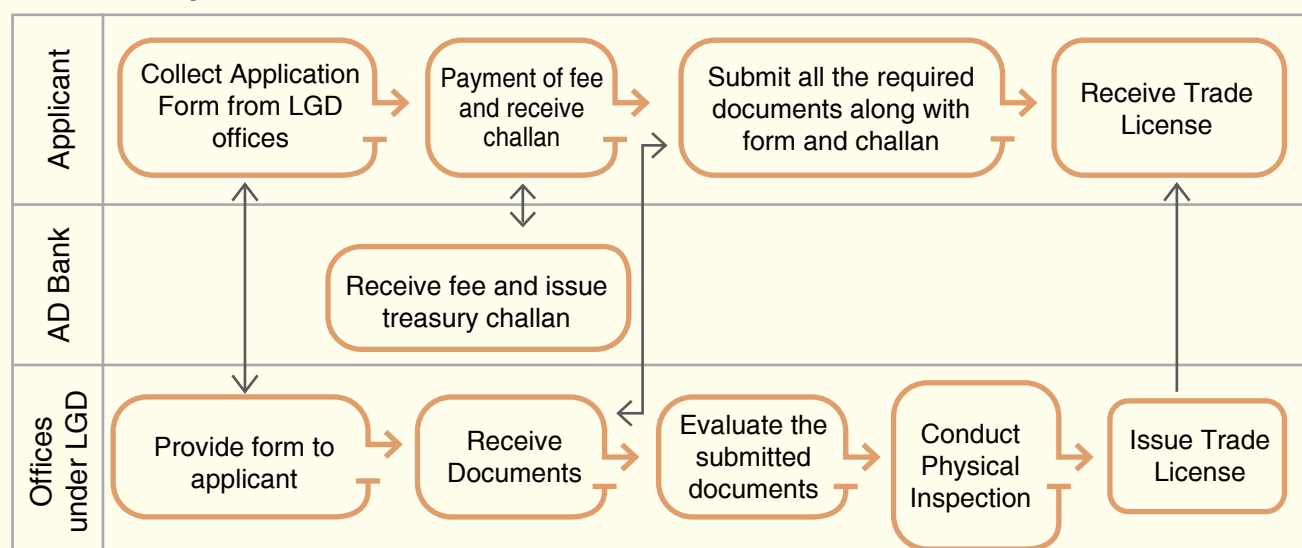 Applicant
Collect Application
Form from LGD
offices
Payment of fee
and receive
challan
Submit all the required
documents along with
form and challan
Receive Trade
License
AD Bank
Receive fee and issue
treasury challan
Offices
under LGD
Provide form to
applicant
Receive
Documents
Evaluate the
submitted
documents
Conduct
Physical
Inspection
Issue Trade
License